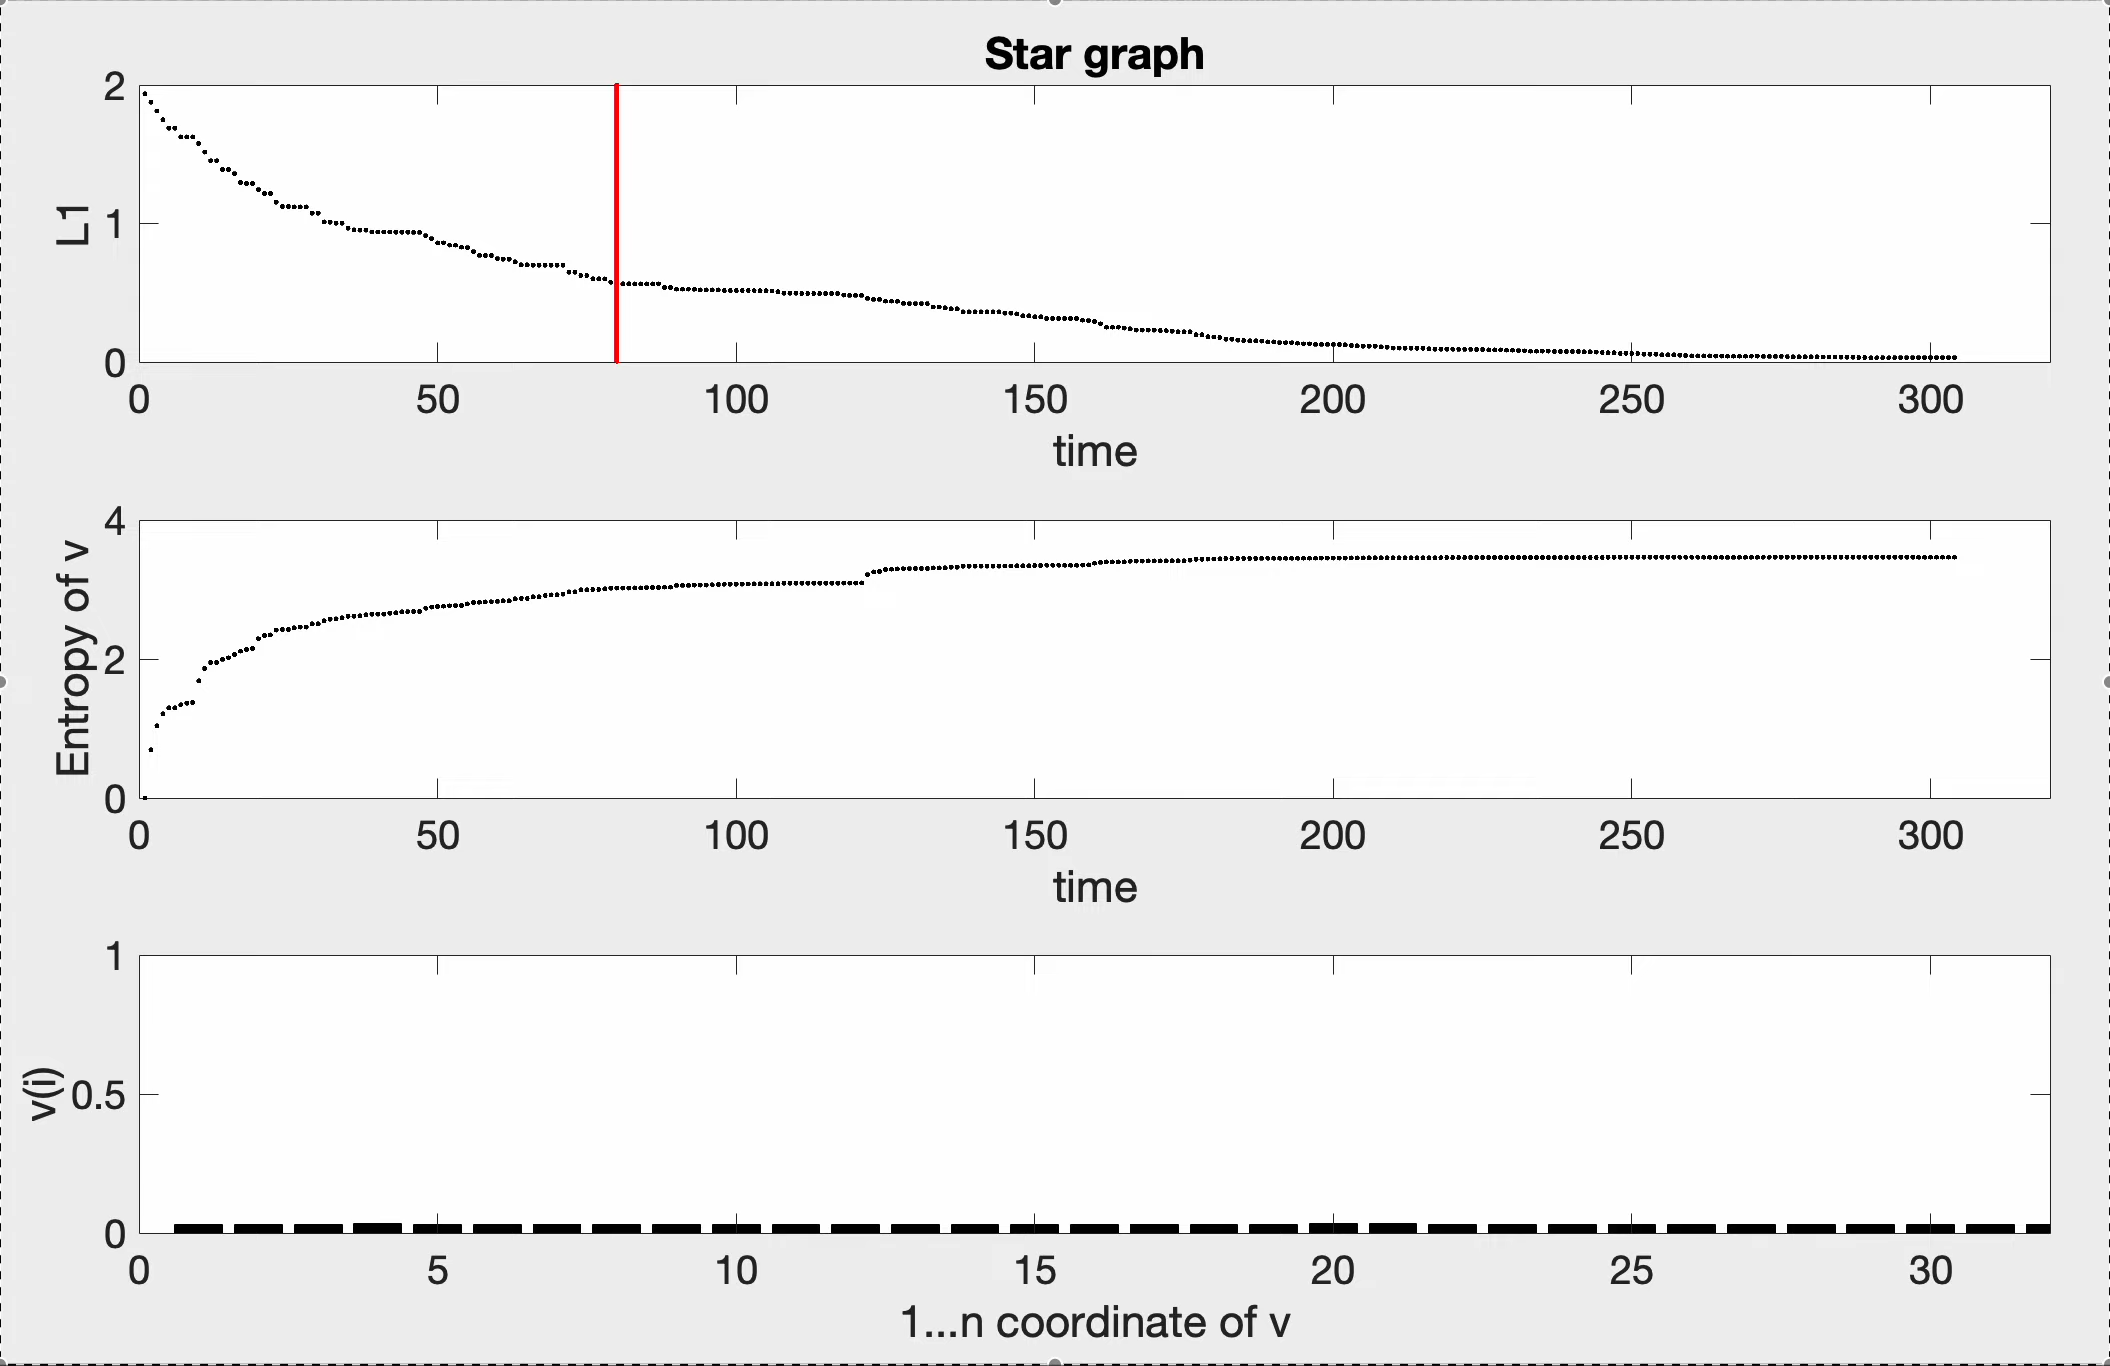 Star graph
2
1
0
L1
0 50 100 150 200 250 300
time
4
2
0
Entropy of v
0 50 100 150 200 250 300
time
1
0.5
0
v(i)
0 5 10 15 20 25 30
1...n coordinate of v